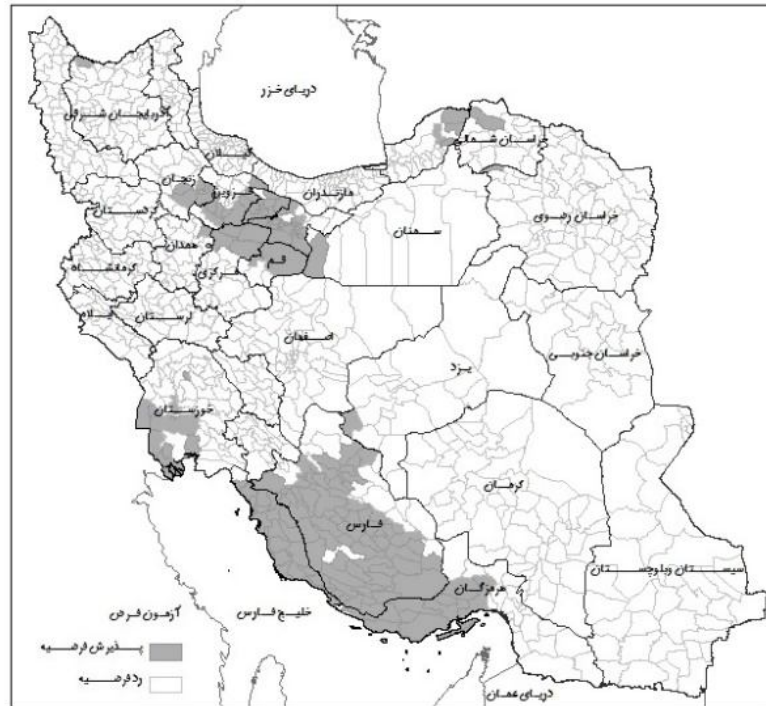 دریای خزر
آذربایجان شرقی
خراسان شمالی
گیلان
زنجان
قزوین
مازندران
کردستان
سمنان
خراسان رضوی
همدان
قم
کرمانشاه
مرکزی
ایلام
لرستان
اصفهان
خراسان جنوبی
یزد
خوزستان
کرمان
فارس
سیستان وبلوچستان
هرمزگان
خلیج فارس
آزمون فرض
پذیرش فرضیه
رد فرضیه
دریای عمان